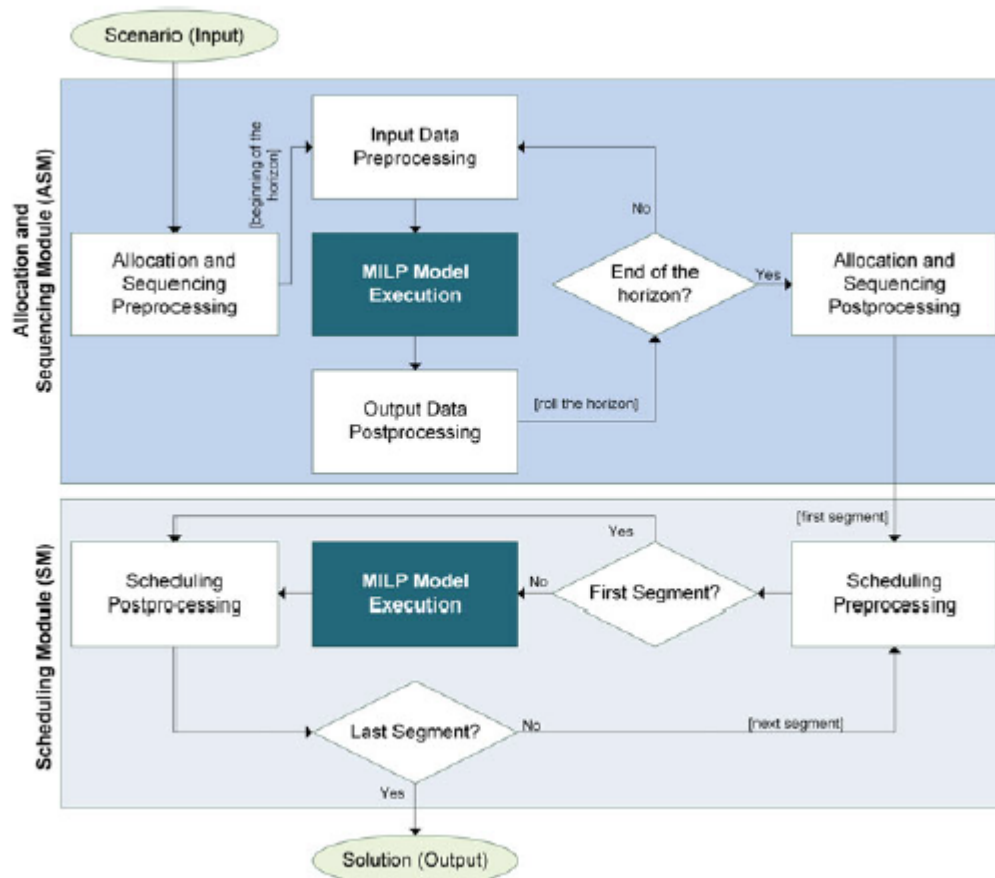 Scenario (Input)
Allocation and
Sequencing Module (ASM)
Input Data
Preprocessing
[beginning of the
horizon]
No
Allocation and
Sequencing
Preprocessing
MILP Model
Execution
End of the
horizon?
Yes
Allocation and
Sequencing
Postprocessing
Output Data
Postprocessing
[roll the horizon]
Scheduling Module (SM)
[first segment]
Yes
Scheduling
Postprocessing
MILP Model
Execution
No
First Segment?
Scheduling
Preprocessing
Last Segment?
No
[next segment]
Yes
Solution (Output)